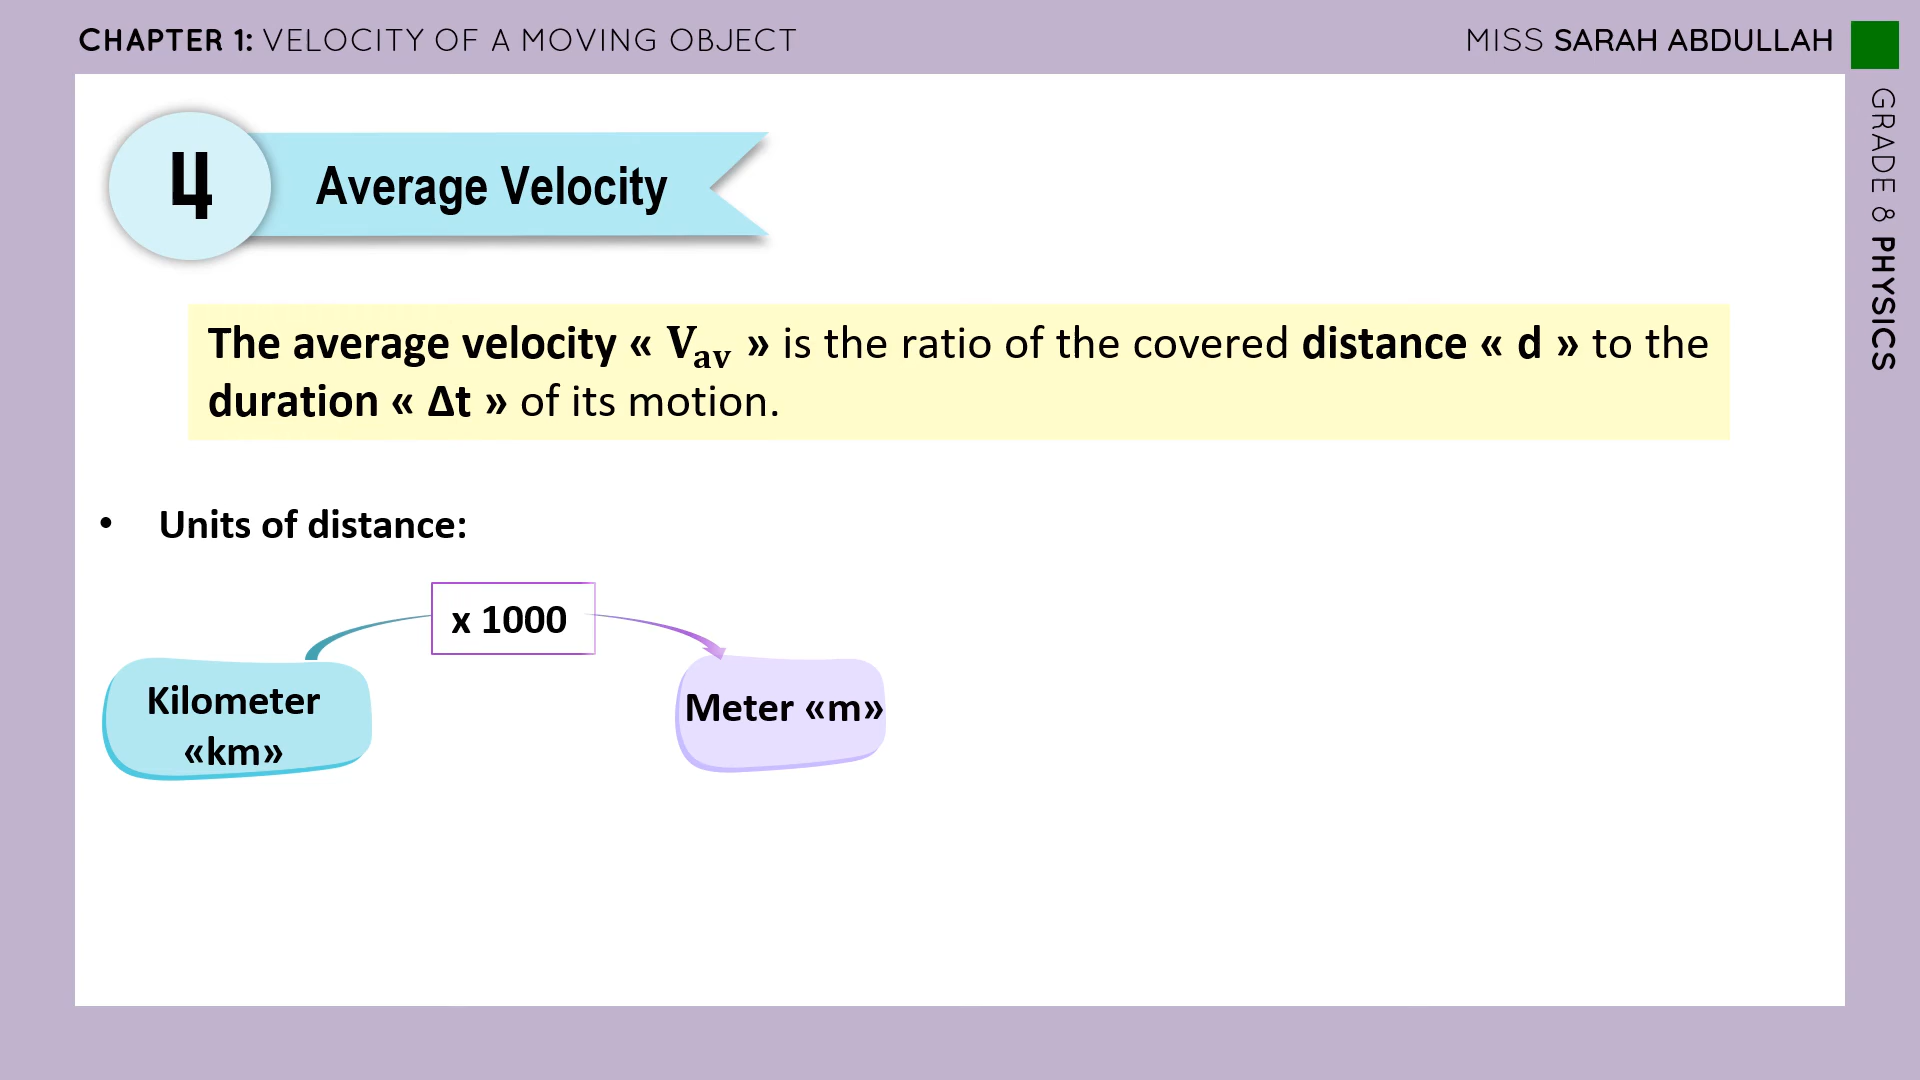 CHAPTER 1: VELOCITY OF A MOVING OBJECT
MISS SARAH ABDULLAH
GRADE 8 PHYSICS
4
Average Velocity
The average velocity « Vav » is the ratio of the covered distance « d » to the
duration « Δt » of its motion.
• Units of distance:
x 1000
Kilometer
«km»
Meter «m»